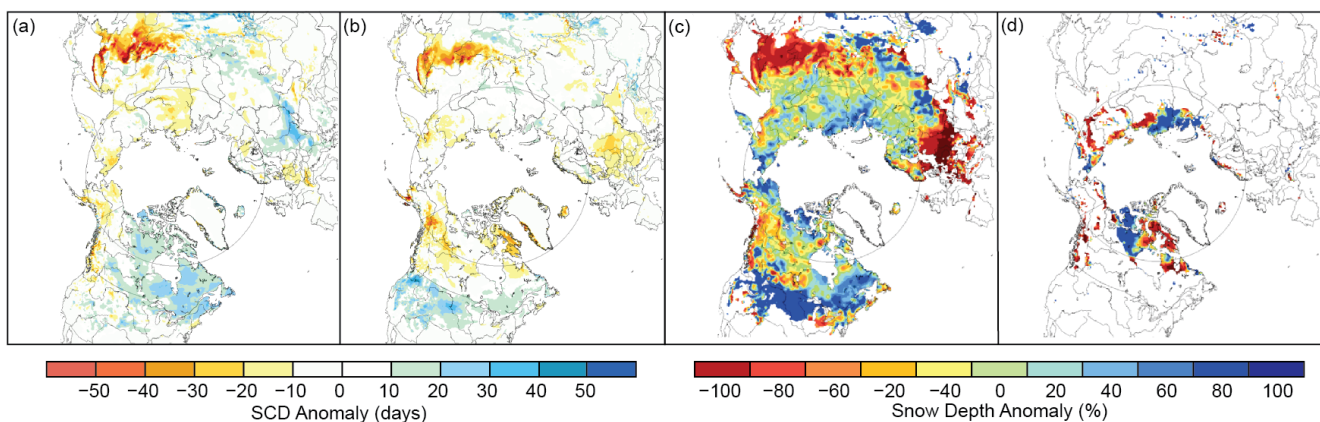 (a) (b) (c) (d)
−50 −40 −30 −20 −10 0 10 20 30 40 50
SCD Anomaly (days)
−100 −80 −60 −20 −40 0 20 40 60 80 100
Snow Depth Anomaly (%)